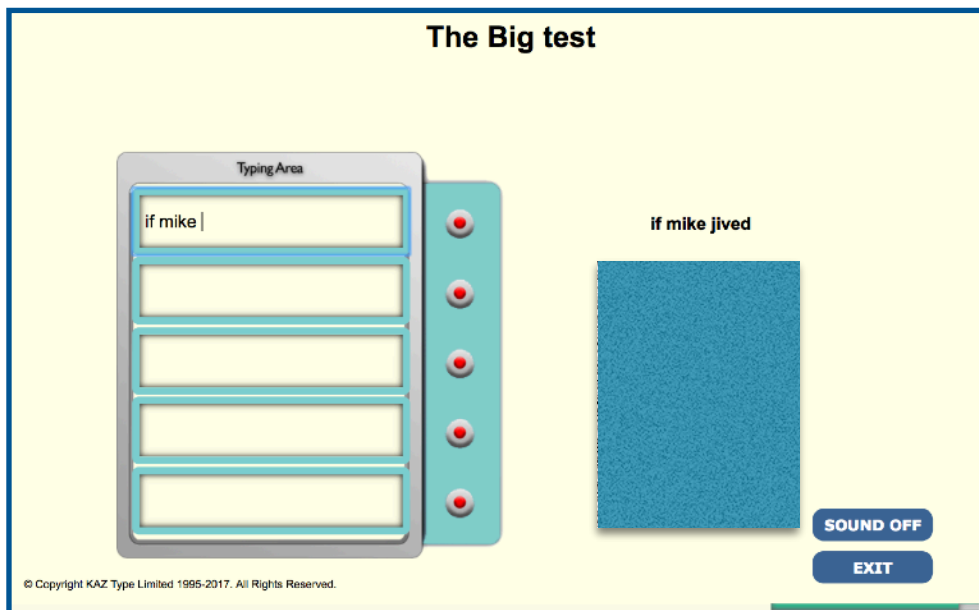 The Big test
Typing Area
if mike
if mike jived
SOUND OFF
EXIT
© Copyright KAZ Type Limited 1995-2017. All Rights Reserved.